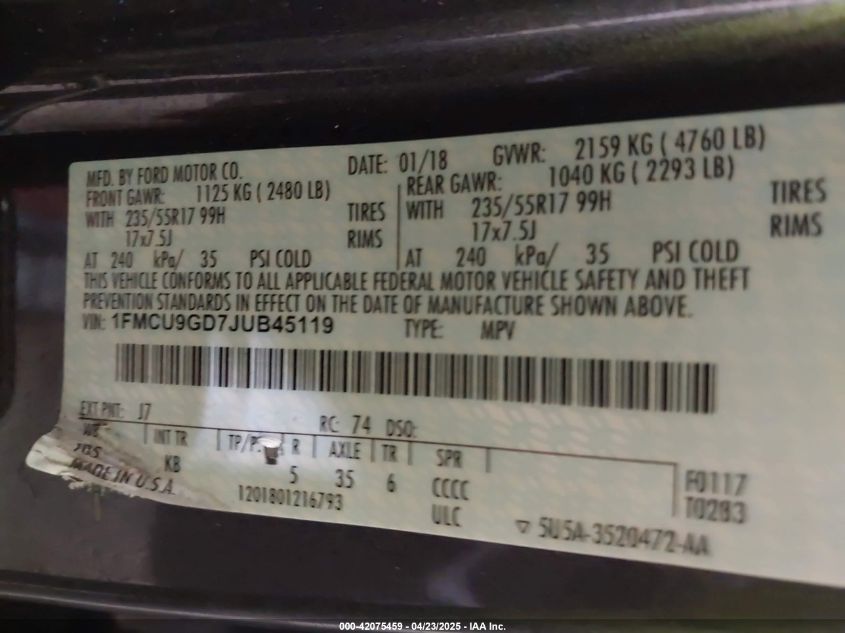 MFD. BY FORD MOTOR CO. DATE: 01/18 GVWR: 2159 KG ( 4760 LB)
FRONT GAWR: 1125 KG ( 2480 LB) REAR GAWR: 1040 KG ( 2293 LB)
WITH 235/55R17 99H TIRES WITH 235/55R17 99H TIRES
17x7.5J RIMS 17x7.5J RIMS
AT 240 kPa/ 35 PSI COLD AT 240 kPa/ 35 PSI COLD
THIS VEHICLE CONFORMS TO ALL APPLICABLE FEDERAL MOTOR VEHICLE SAFETY AND THEFT
PREVENTION STANDARDS IN EFFECT ON THE DATE OF MANUFACTURE SHOWN ABOVE.
VIN: 1FMCU9GD7JUB45119 TYPE: MPV
EXT PNT: J7 RC: 74 DSO:
WB INT TR TP/PS R AXLE TR SPR
KB 5 35 6 CCCC F0117
MADE IN U.S.A. 1201801216793 ULC T0283
▽ 5U5A-3520472-AA
000-42075459 - 04/23/2025 - IAA Inc.